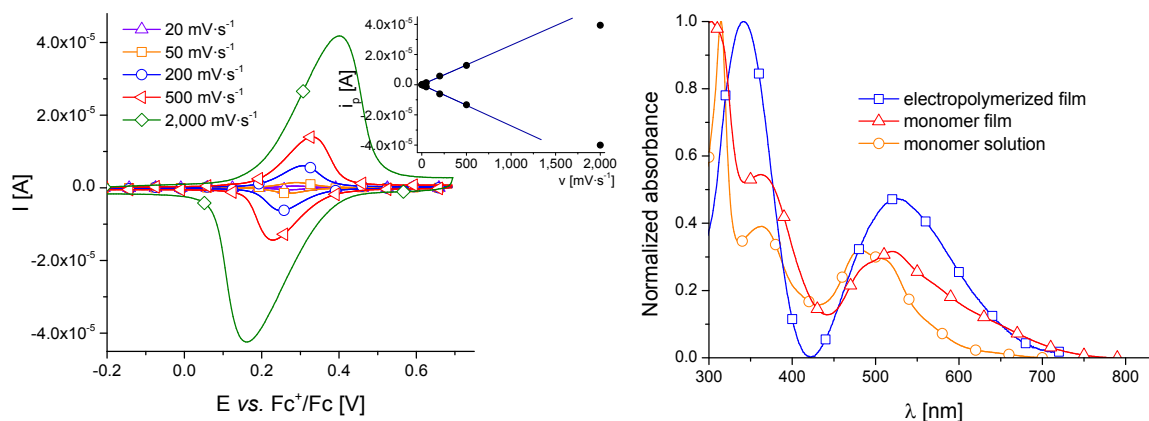 20 mV·s⁻¹
50 mV·s⁻¹
200 mV·s⁻¹
500 mV·s⁻¹
2,000 mV·s⁻¹
4.0x10⁻⁵
2.0x10⁻⁵
0.0
-2.0x10⁻⁵
-4.0x10⁻⁵
I [A]
-0.2 0.0 0.2 0.4 0.6
E vs. Fc⁺/Fc [V]
4.0x10⁻⁵
2.0x10⁻⁵
0.0
2.0x10⁻⁵
-4.0x10⁻⁵
iₚ [A]
0 500 1,000 1,500 2,000
v [mV·s⁻¹]
1.0
0.8
0.6
0.4
0.2
0.0
Normalized absorbance
electropolymerized film
monomer film
monomer solution
300 400 500 600 700 800
λ [nm]